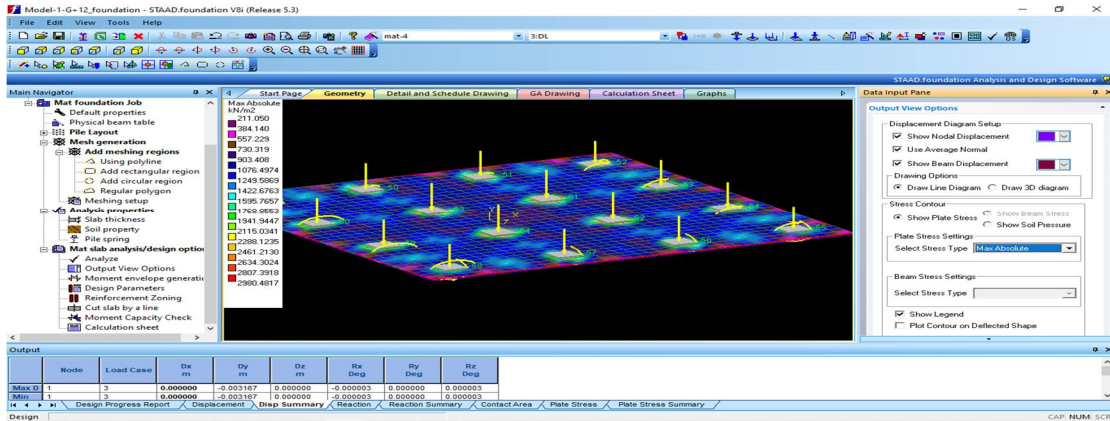 Model-1-G+12_foundation - STAAD.foundation V8i (Release 5.3)
File Edit View Tools Help
mat-4 3:DL
STAAD.foundation Analysis and Design Software
Main Navigator
Mat foundation Job
Default properties
Physical beam table
Pile Layout
Mesh generation
Add meshing regions
Using polyline
Add rectangular region
Add circular region
Regular polygon
Meshing setup
Analysis properties
Slab thickness
Soil property
Pile spring
Mat slab analysis/design option
Analyze
Output View Options
Moment envelope generatio
Design Parameters
Reinforcement Zoning
Cut slab by a line
Moment Capacity Check
Calculation sheet
Start Page Geometry Detail and Schedule Drawing GA Drawing Calculation Sheet Graphs
Max Absolute
kN/m2
211.050
384.140
557.229
730.319
903.408
1076.4974
1249.5869
1422.6763
1595.7657
1768.8552
1941.9447
2115.0341
2288.1235
2461.2130
2634.3024
2807.3918
2980.4817
Data Input Pane
Output View Options
Displacement Diagram Setup
Show Nodal Displacement
Use Average Normal
Show Beam Displacement
Drawing Options
Draw Line Diagram Draw 3D diagram
Stress Contour
Show Plate Stress Show Beam Stress
Show Soil Pressure
Plate Stress Settings
Select Stress Type Max Absolute
Beam Stress Settings
Select Stress Type
Show Legend
Plot Contour on Deflected Shape
Output
Node Load Case Dx m Dy m Dz m Rx Deg Ry Deg Rz Deg
Max D 1 3 0.000000 -0.003167 0.000000 -0.000003 0.000000 0.000003
Min 1 3 0.000000 -0.003167 0.000000 -0.000003 0.000000 0.000003
Design Progress Report Displacement Disp Summary Reaction Reaction Summary Contact Area Plate Stress Plate Stress Summary
Design CAP NUM SCR